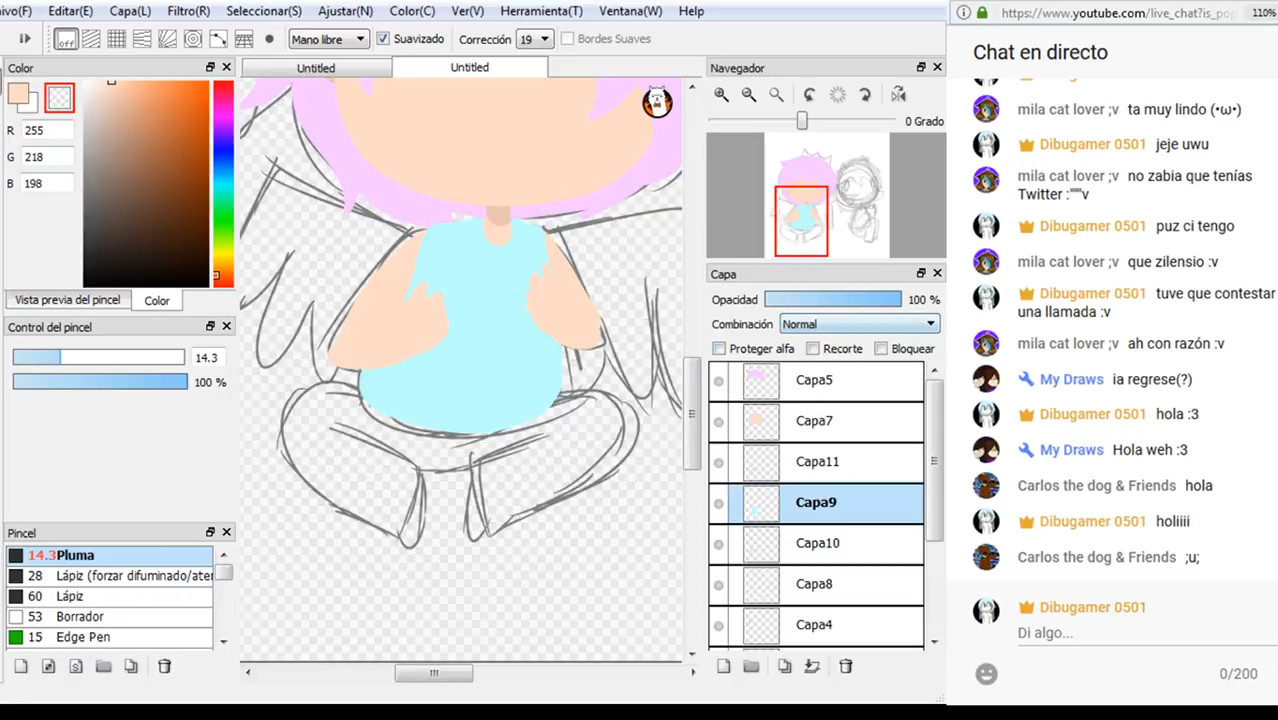 ivo(F) Editar(E) Capa(L) Filtro(R) Seleccionar(S) Ajustar(N) Color(C) Ver(V) Herramienta(T) Ventana(W) Help
off Mano libre Suavizado Corrección 19 Bordes Suaves
Color
R 255
G 218
B 198
Vista previa del pincel Color
Control del pincel
14.3
100 %
Pincel
14.3 Pluma
28 Lápiz (forzar difuminado/ater
60 Lápiz
53 Borrador
15 Edge Pen
Untitled Untitled
Navegador
0 Grado
Capa
Opacidad 100 %
Combinación Normal
Proteger alfa Recorte Bloquear
Capa5
Capa7
Capa11
Capa9
Capa10
Capa8
Capa4
https://www.youtube.com/live_chat?is_po 110%
Chat en directo
mila cat lover ;v ta muy lindo (•ω•)
Dibugamer 0501 jeje uwu
mila cat lover ;v no zabia que tenías
Twitter :""'v
Dibugamer 0501 puz ci tengo
mila cat lover ;v que zilensio :v
Dibugamer 0501 tuve que contestar
una llamada :v
mila cat lover ;v ah con razón :v
My Draws ia regrese(?)
Dibugamer 0501 hola :3
My Draws Hola weh :3
Carlos the dog & Friends hola
Dibugamer 0501 holiiii
Carlos the dog & Friends ;u;
Dibugamer 0501
Di algo...
0/200